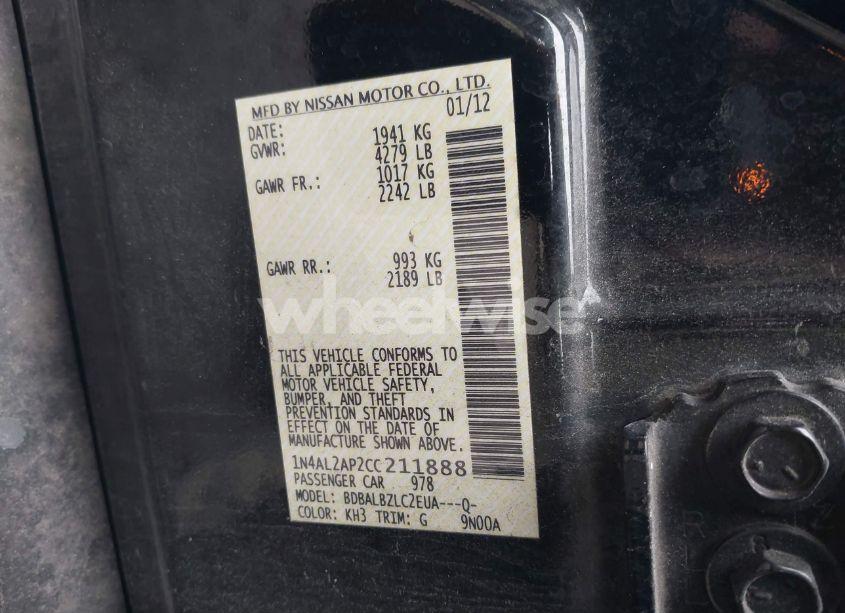 MFD BY NISSAN MOTOR CO., LTD.
DATE: 01/12
GVWR: 1941 KG
4279 LB
GAWR FR.: 1017 KG
2242 LB
GAWR RR.: 993 KG
2189 LB
wheelwise
THIS VEHICLE CONFORMS TO
ALL APPLICABLE FEDERAL
MOTOR VEHICLE SAFETY,
BUMPER, AND THEFT
PREVENTION STANDARDS IN
EFFECT ON THE DATE OF
MANUFACTURE SHOWN ABOVE.
1N4AL2AP2CC211888
PASSENGER CAR 978
MODEL: BDBALBZLC2EUA---Q-
COLOR: KH3 TRIM: G 9N00A